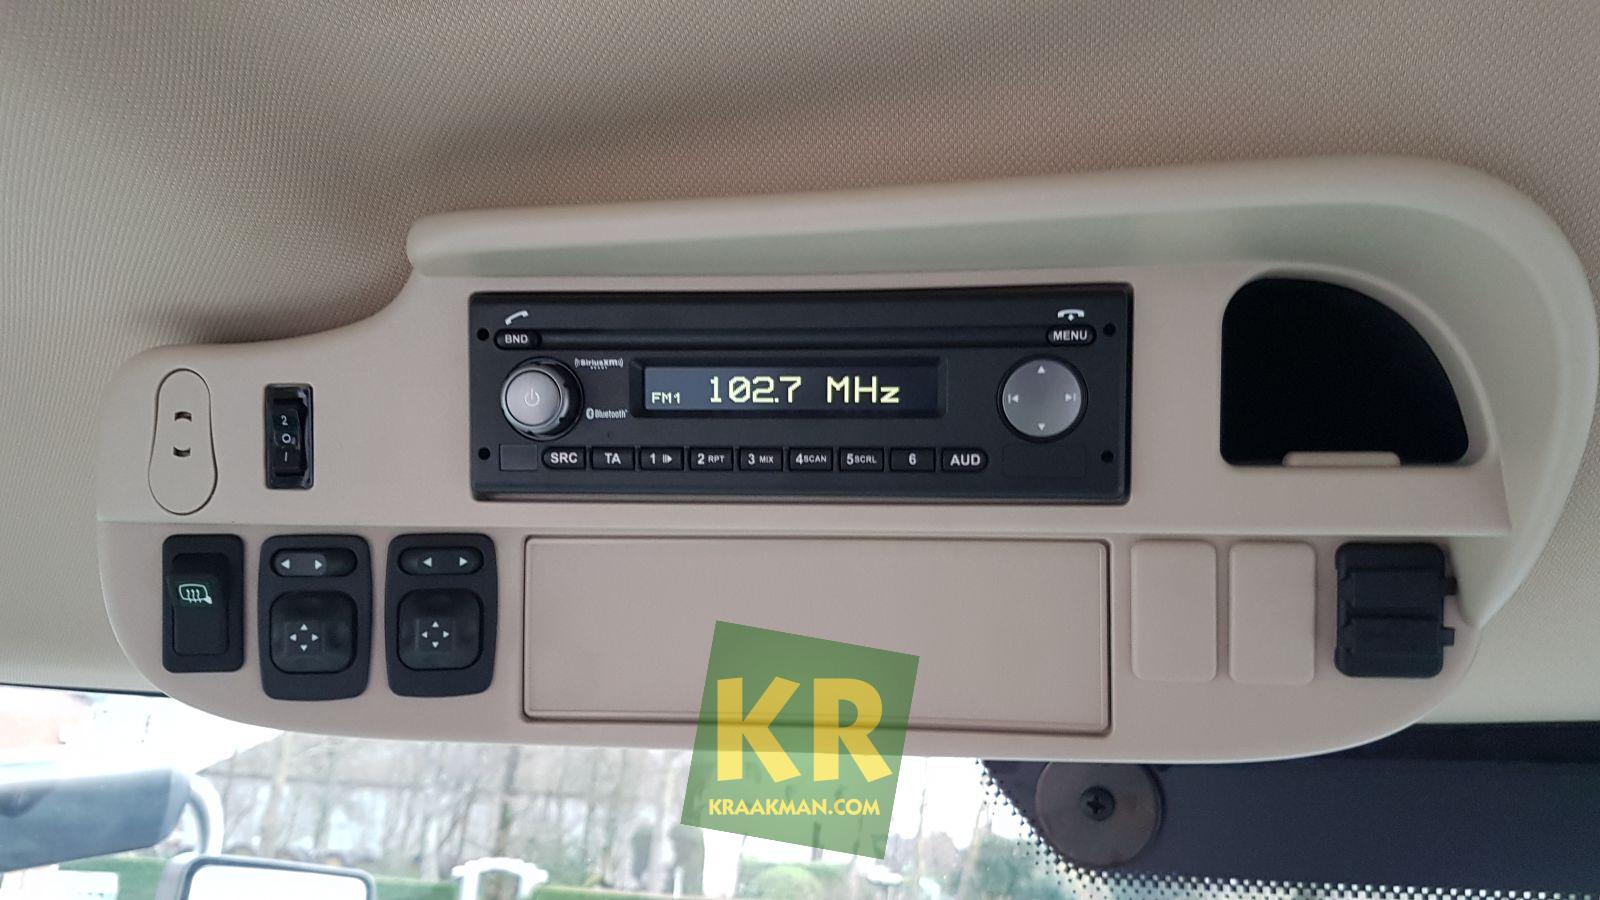 BND
MENU
((SiriusXM))
FM1 102.7 MHz
Bluetooth
SRC TA 1 2 RPT 3 MIX 4 SCAN 5 SCRL 6 AUD
2
0
I
KR
KRAAKMAN.COM